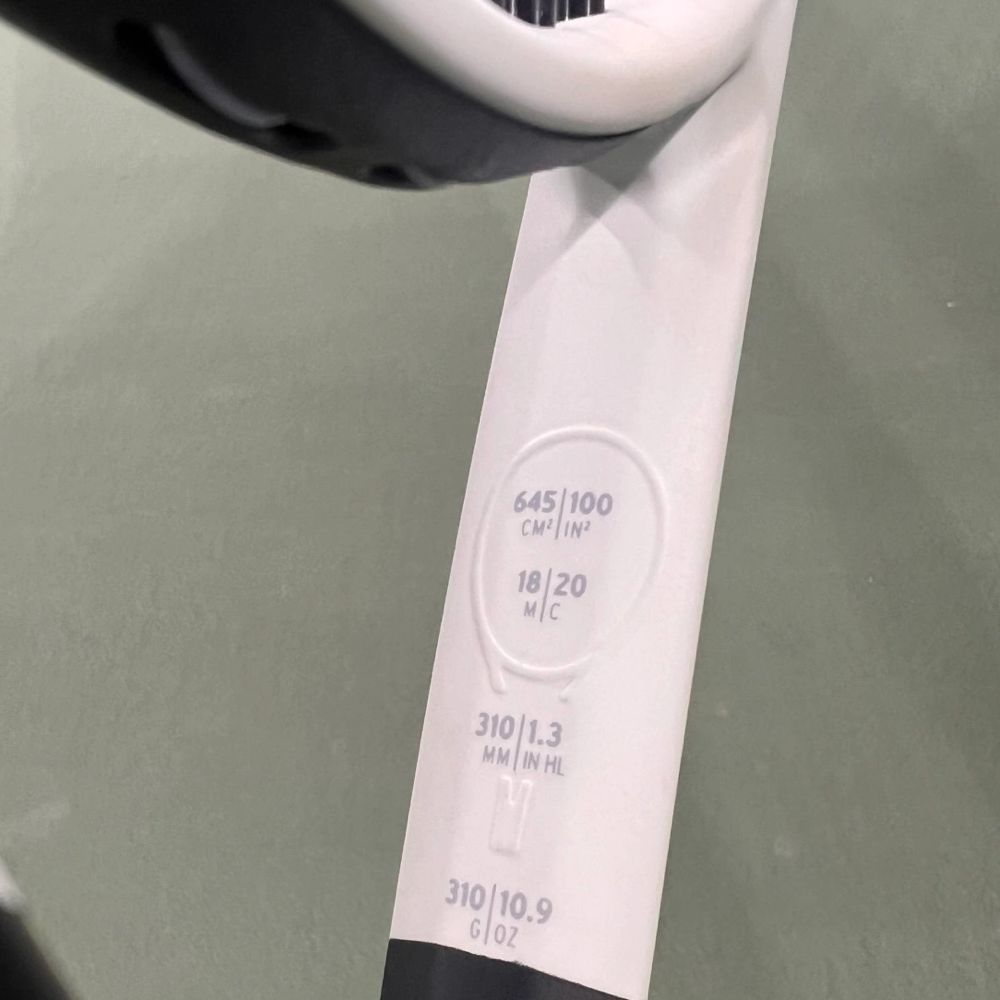 645|100
CM²|IN²
18|20
M|C
310|1.3
MM|IN HL
310|10.9
G|OZ